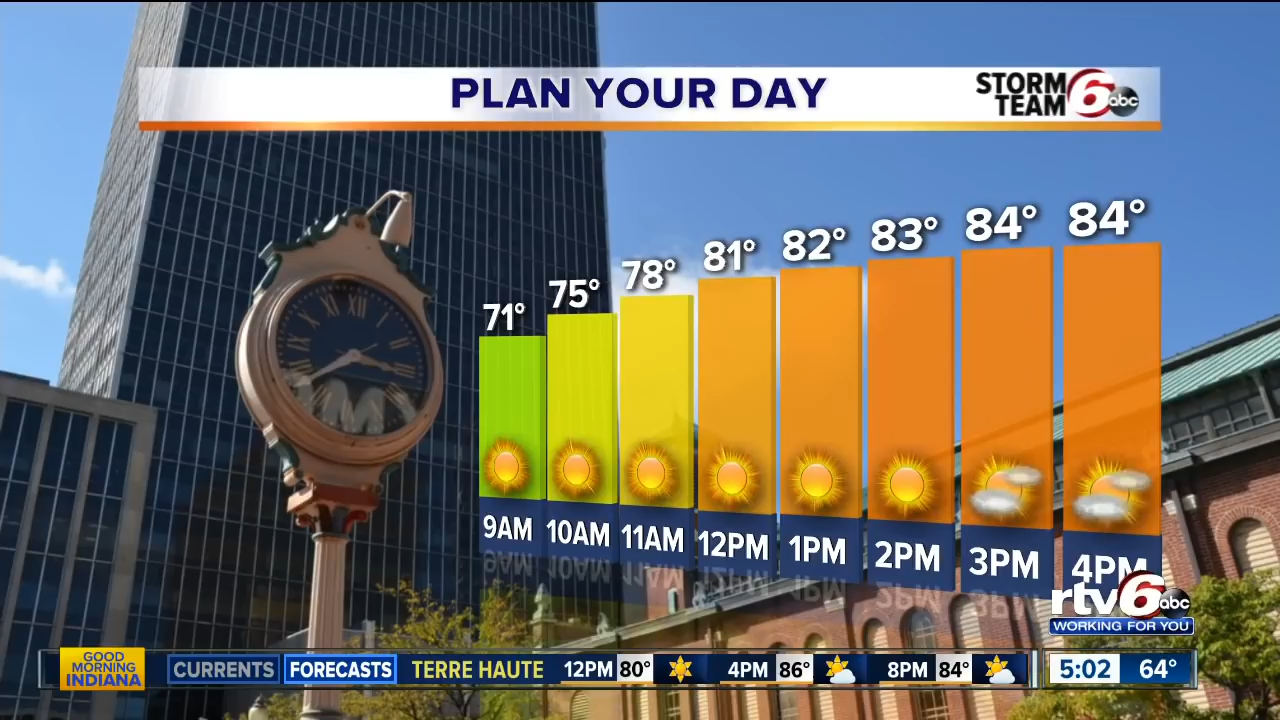 PLAN YOUR DAY
STORM
TEAM
6
abc
71° 75° 78° 81° 82° 83° 84° 84°
9AM 10AM 11AM 12PM 1PM 2PM 3PM 4PM
rtv6
abc
WORKING FOR YOU
GOOD
MORNING
INDIANA
CURRENTS FORECASTS TERRE HAUTE 12PM 80° 4PM 86° 8PM 84° 5:02 64°